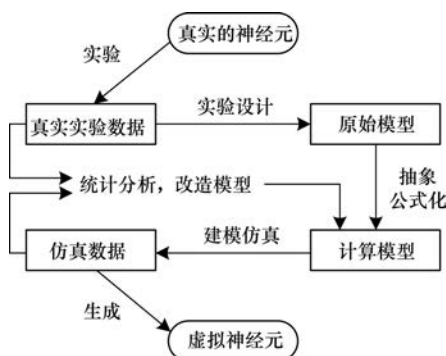 真实的神经元
实验
真实实验数据
实验设计
原始模型
统计分析，改造模型
抽象
公式化
仿真数据
建模仿真
计算模型
生成
虚拟神经元